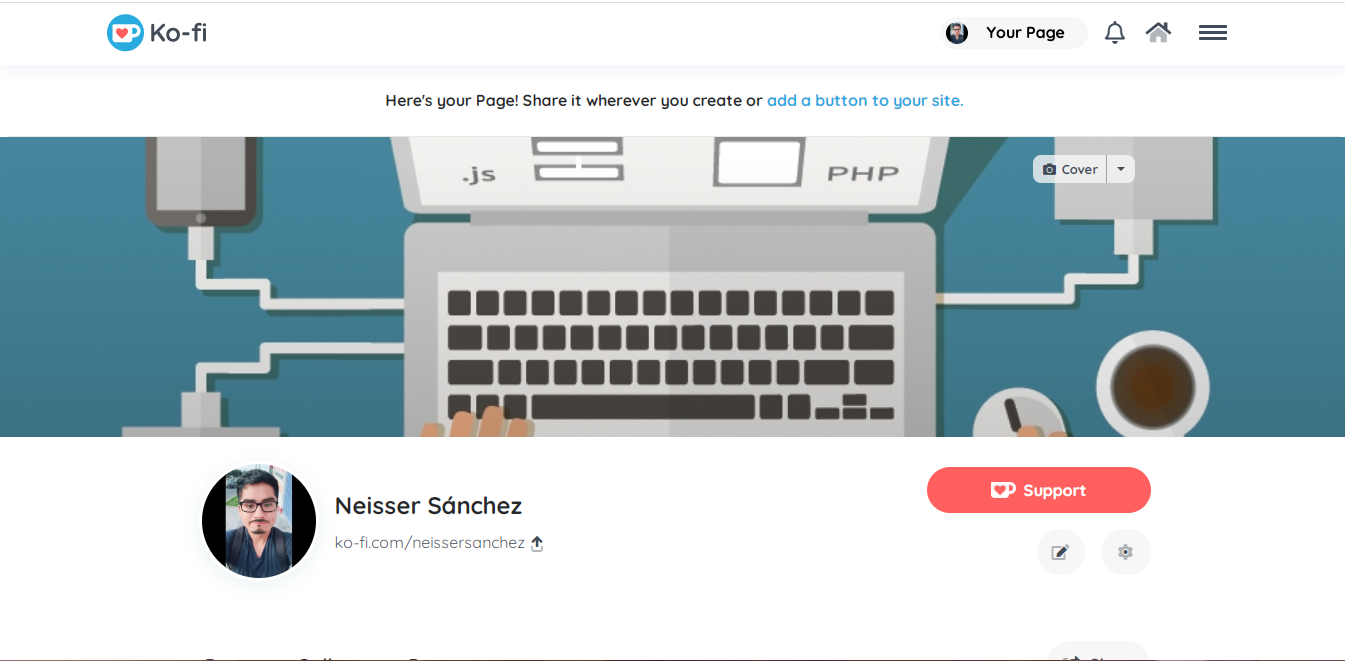 Ko-fi
Your Page
Here's your Page! Share it wherever you create or add a button to your site.
.js
PHP
Cover
Neisser Sánchez
Support
ko-fi.com/neissersanchez